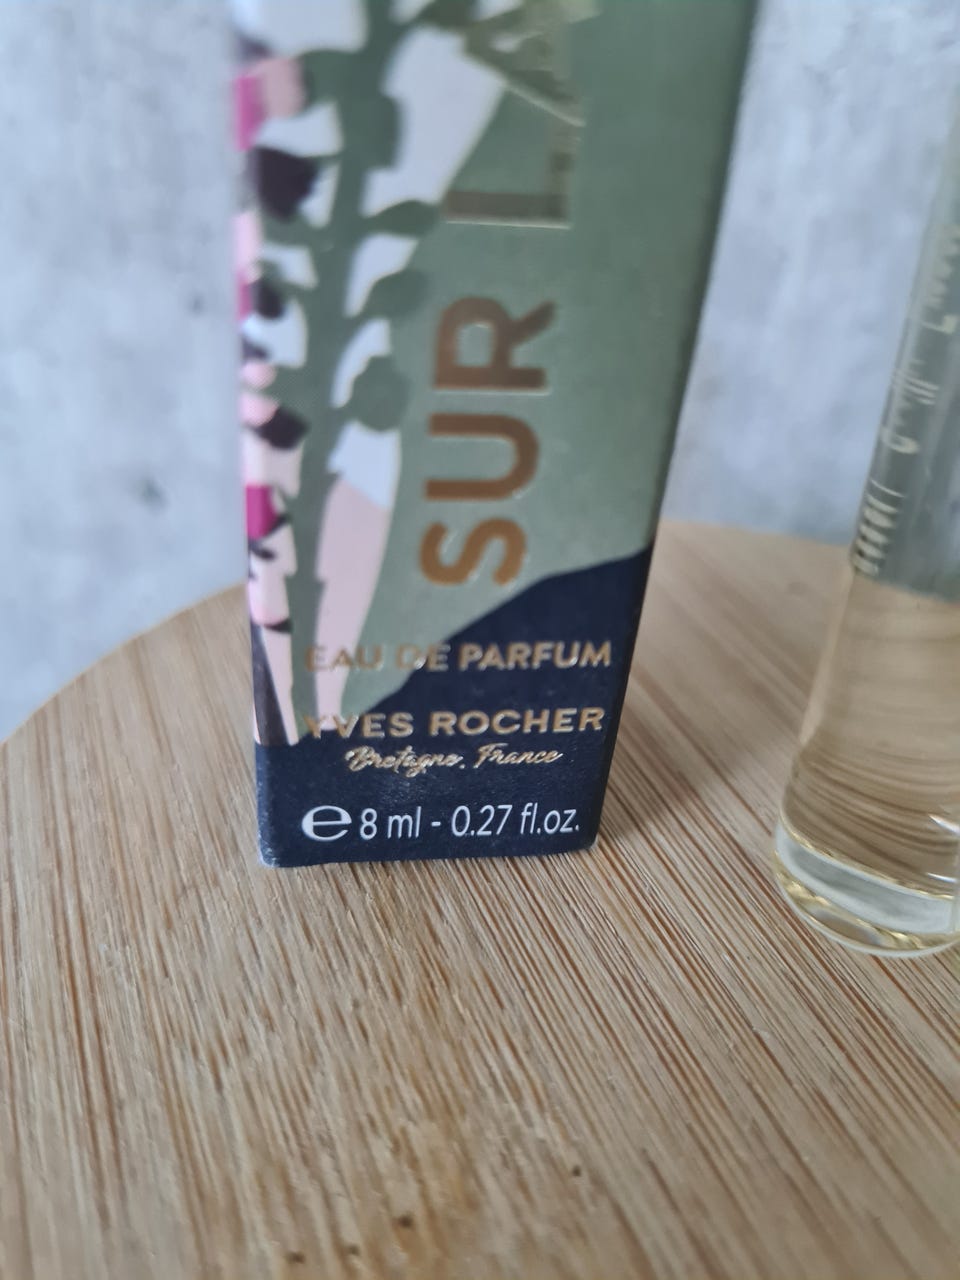 SUR L
EAU DE PARFUM
YVES ROCHER
Bretagne, France
℮ 8 ml - 0.27 fl.oz.